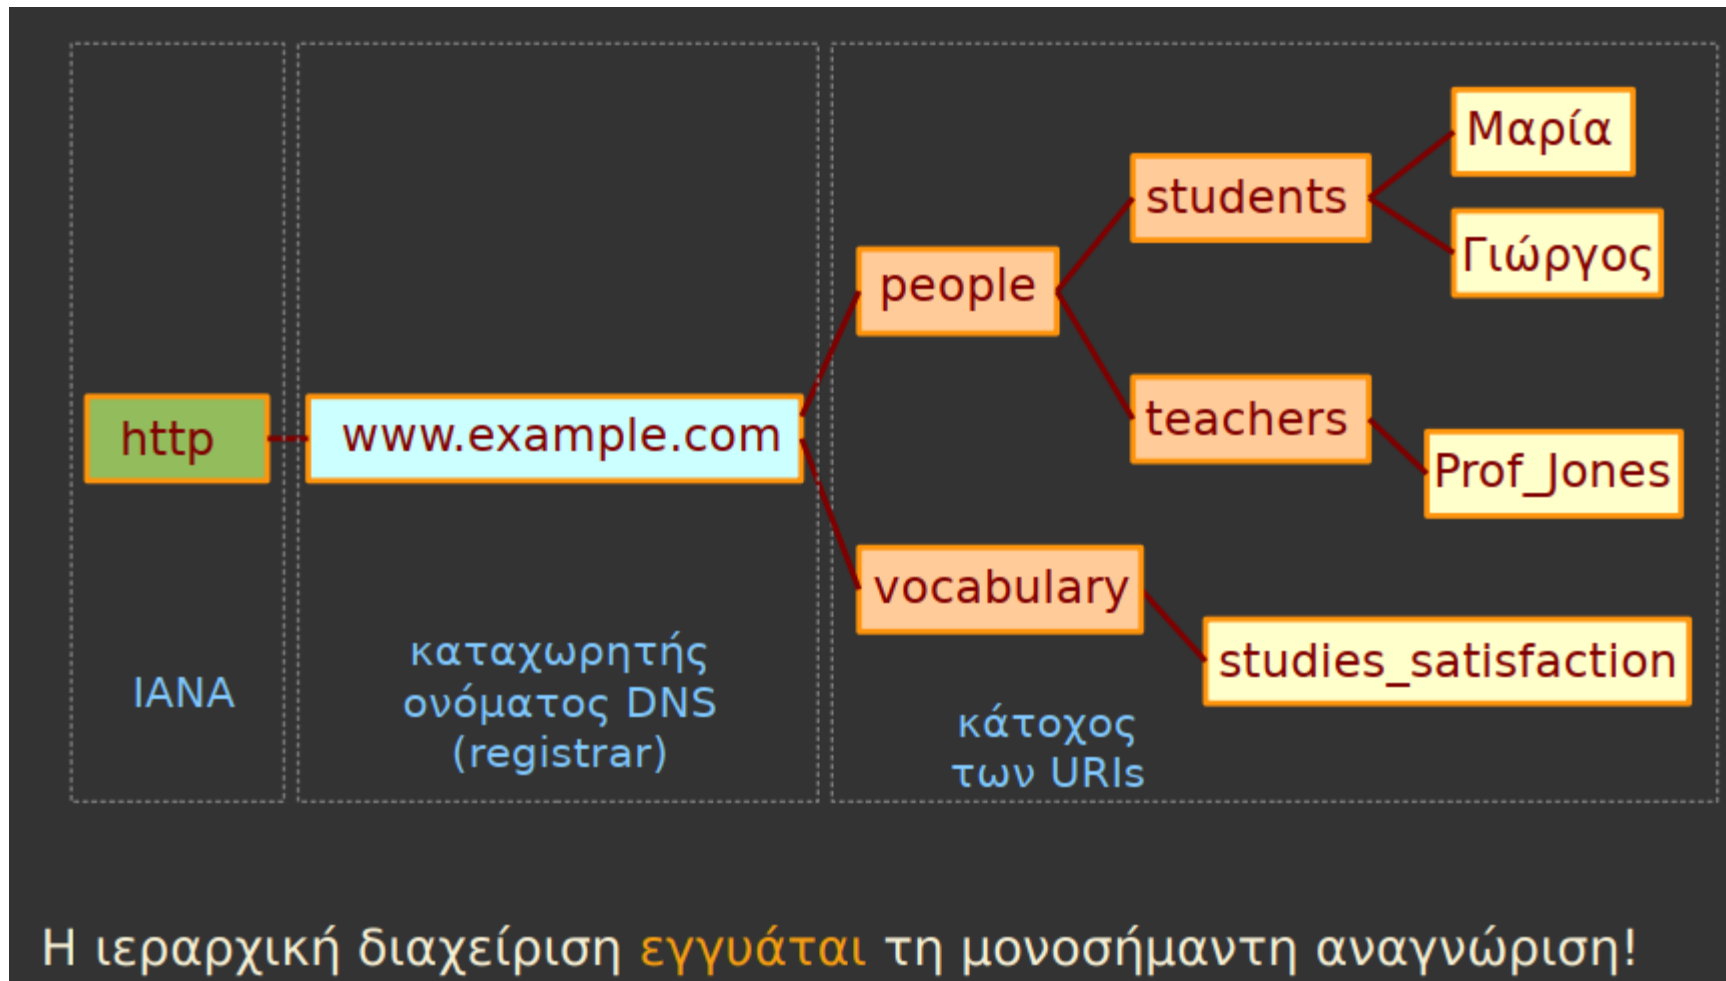 Μαρία
students
Γιώργος
people
teachers
http
www.example.com
Prof_Jones
vocabulary
studies_satisfaction
IANA
καταχωρητής
ονόματος DNS
(registrar)
κάτοχος
των URIs
Η ιεραρχική διαχείριση εγγυάται τη μονοσήμαντη αναγνώριση!